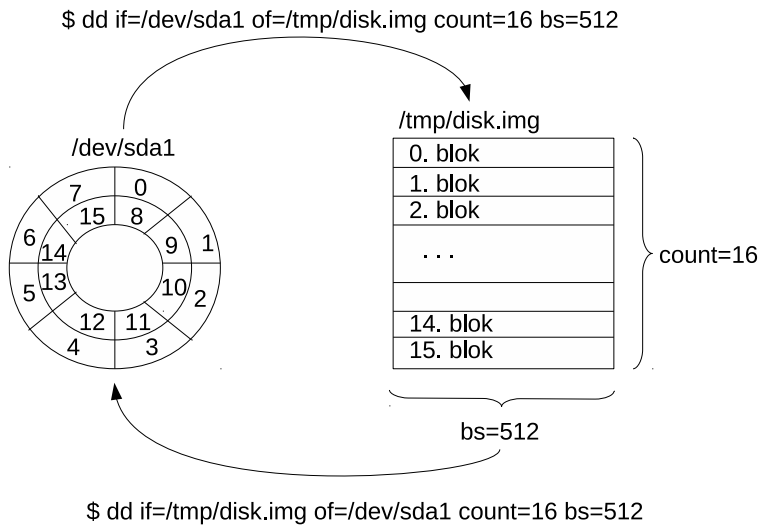 $ dd if=/dev/sda1 of=/tmp/disk.img count=16 bs=512
/tmp/disk.img
/dev/sda1
0. blok
1. blok
2. blok
. . .
14. blok
15. blok
count=16
bs=512
7 0
15 8
6 1
14 9
13 10
5 2
12 11
4 3
$ dd if=/tmp/disk.img of=/dev/sda1 count=16 bs=512